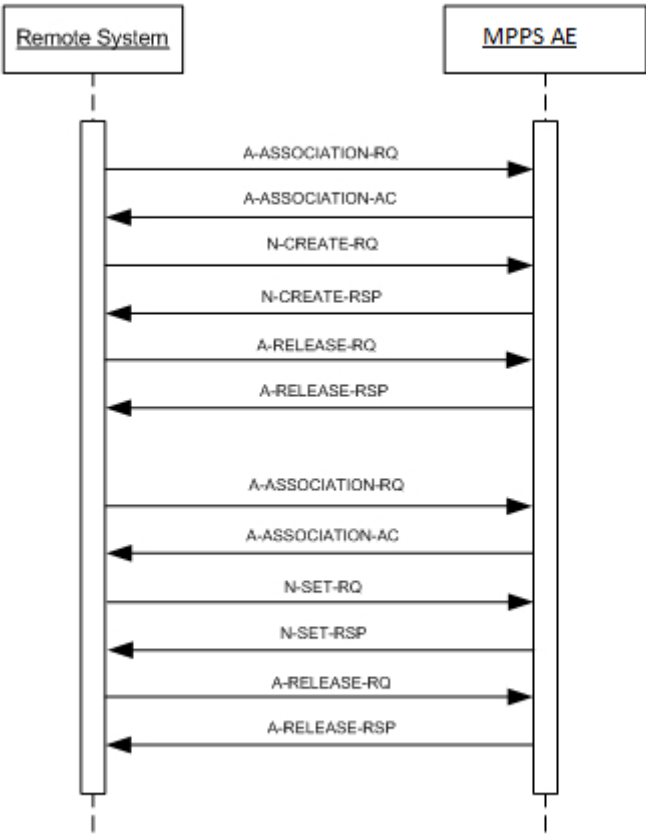 Remote System
MPPS AE
A-ASSOCIATION-RQ
A-ASSOCIATION-AC
N-CREATE-RQ
N-CREATE-RSP
A-RELEASE-RQ
A-RELEASE-RSP
A-ASSOCIATION-RQ
A-ASSOCIATION-AC
N-SET-RQ
N-SET-RSP
A-RELEASE-RQ
A-RELEASE-RSP